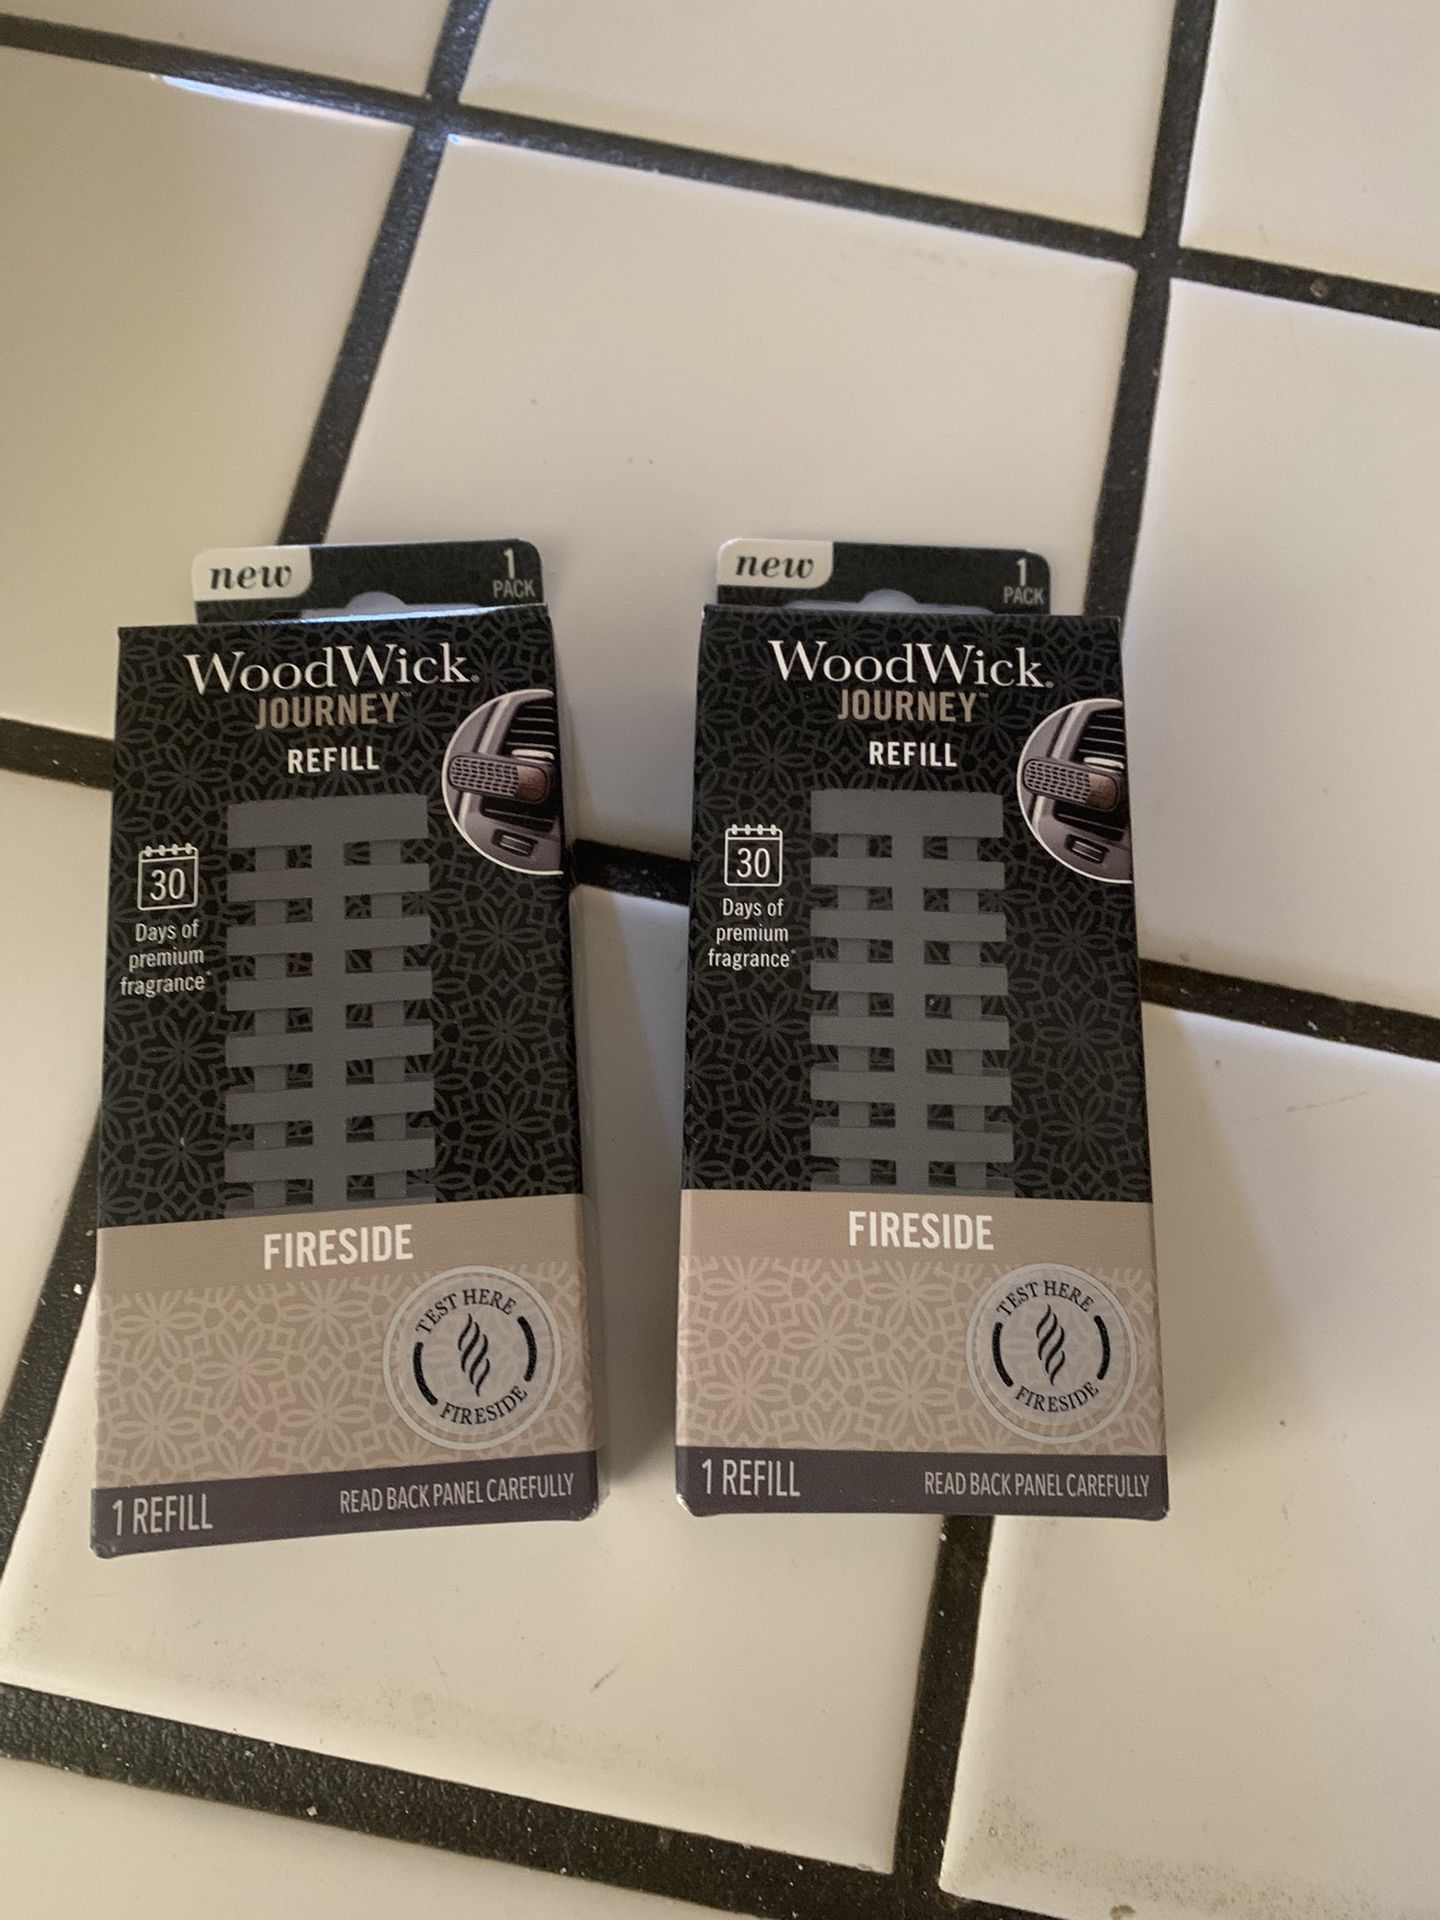 new
1
PACK
WoodWick®
JOURNEY™
REFILL
30
Days of
premium
fragrance*
FIRESIDE
TEST HERE
FIRESIDE
1 REFILL
READ BACK PANEL CAREFULLY
new
1
PACK
WoodWick®
JOURNEY™
REFILL
30
Days of
premium
fragrance*
FIRESIDE
TEST HERE
FIRESIDE
1 REFILL
READ BACK PANEL CAREFULLY